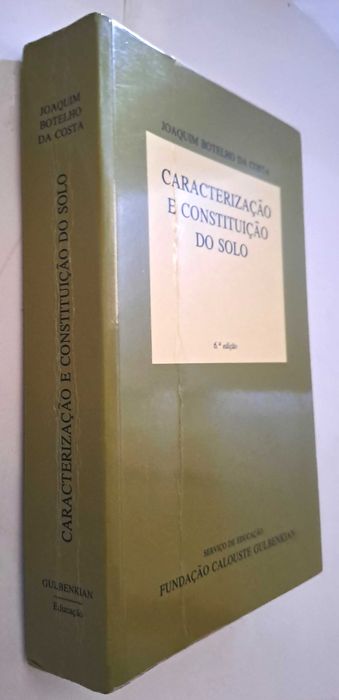 JOAQUIM
BOTELHO
DA COSTA
CARACTERIZAÇÃO E CONSTITUIÇÃO DO SOLO
GULBENKIAN
Educação
JOAQUIM BOTELHO DA COSTA
CARACTERIZAÇÃO
E CONSTITUIÇÃO
DO SOLO
6.ª edição
SERVIÇO DE EDUCAÇÃO
FUNDAÇÃO CALOUSTE GULBENKIAN